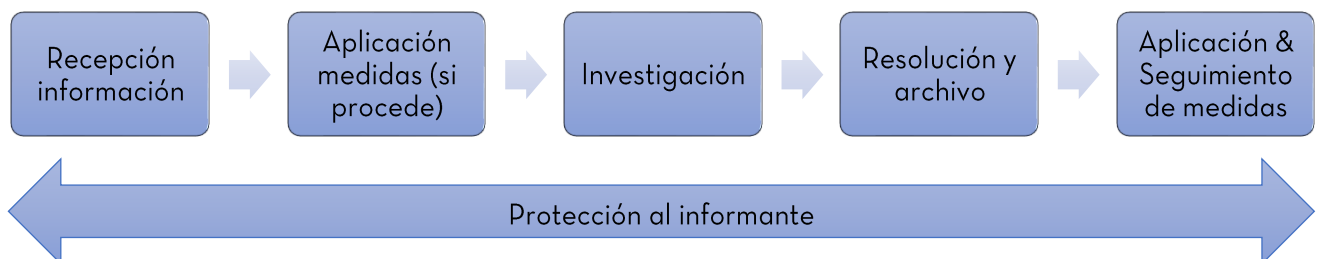 Recepción
información
Aplicación
medidas (si
procede)
Investigación
Resolución y
archivo
Aplicación &
Seguimiento
de medidas
Protección al informante